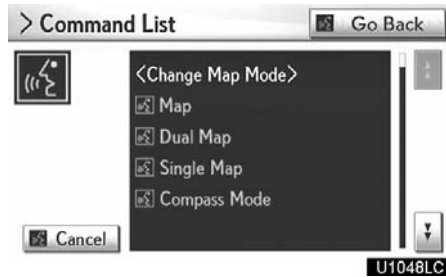 > Command List
Go Back
<Change Map Mode>
Map
Dual Map
Single Map
Compass Mode
Cancel
U1048LC